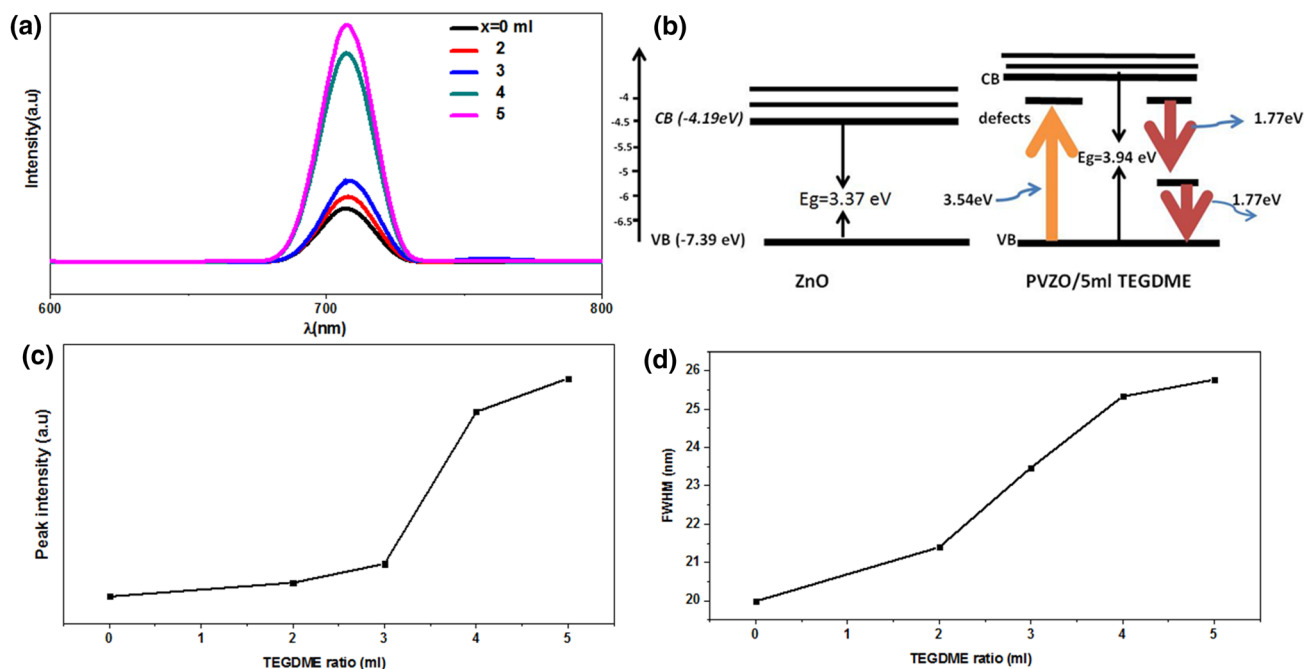 (a)
x=0 ml
2
3
4
5
Intensity(a.u)
600
700
800
λ(nm)
(b)
-4
-4.5
-5
-5.5
-6
-6.5
CB (-4.19eV)
Eg=3.37 eV
VB (-7.39 eV)
ZnO
CB
defects
1.77eV
Eg=3.94 eV
3.54eV
1.77eV
VB
PVZO/5ml TEGDME
(c)
Peak intensity (a.u)
0
1
2
3
4
5
TEGDME ratio (ml)
(d)
26
25
24
23
22
21
20
FWHM (nm)
0
1
2
3
4
5
TEGDME ratio (ml)